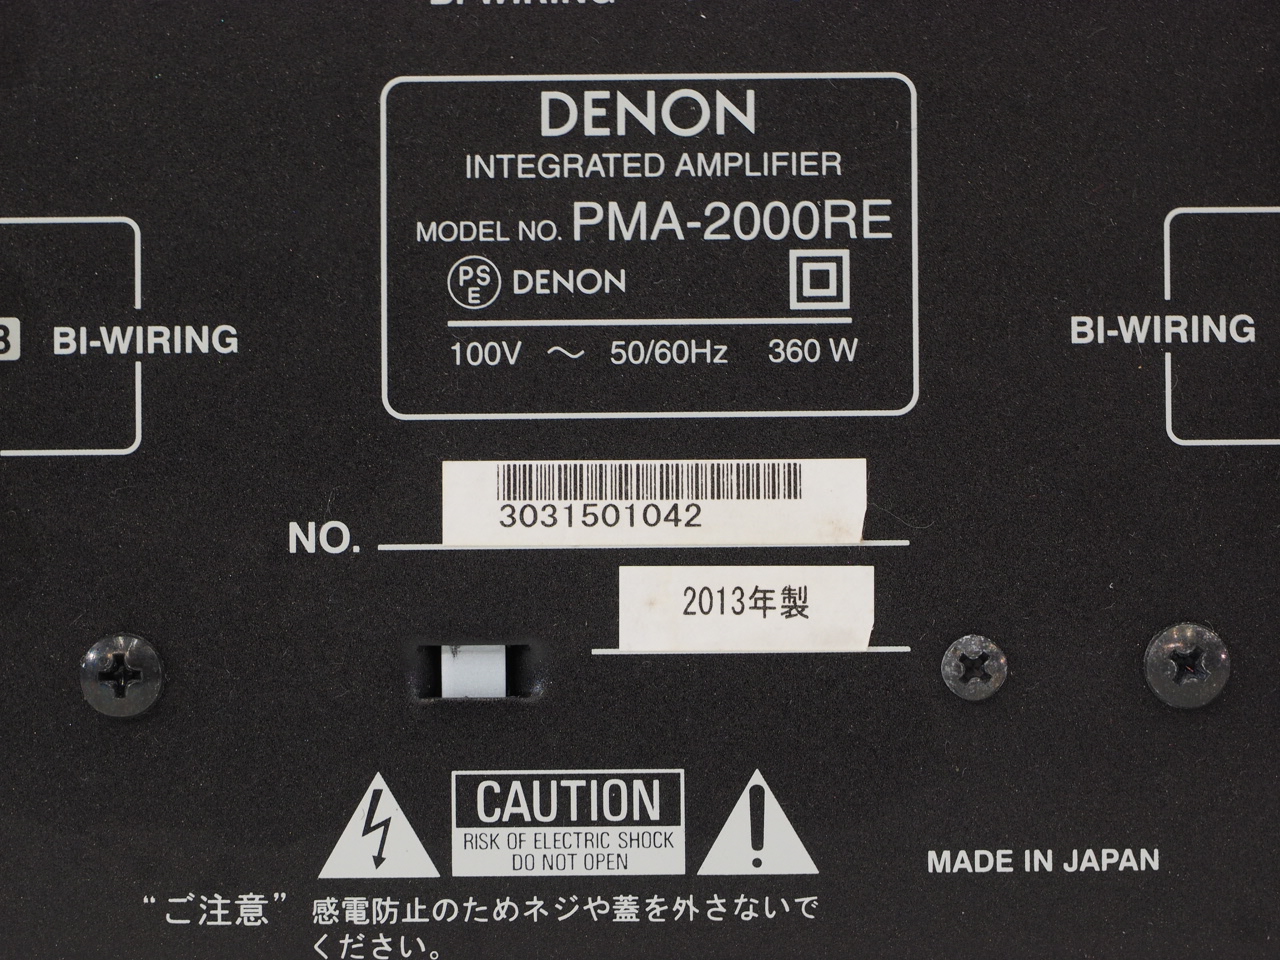 BI-WIRING
DENON
INTEGRATED AMPLIFIER
MODEL NO. PMA-2000RE
PS
E
DENON
100V ～ 50/60Hz 360 W
B BI-WIRING
BI-WIRING
3031501042
NO.
2013年製
CAUTION
RISK OF ELECTRIC SHOCK
DO NOT OPEN
MADE IN JAPAN
“ご注意” 感電防止のためネジや蓋を外さないで
ください。